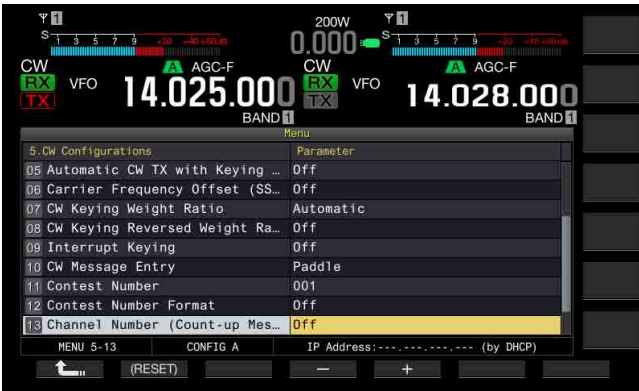 1 200W 1
S 1 3 5 7 9 +20 +40 +60dB 0.000 S 1 3 5 7 9 +20 +40 +60dB
CW A AGC-F CW A AGC-F
RX VFO 14.025.000 RX VFO 14.028.000
TX TX
BAND 1 BAND 1
Menu
5.CW Configurations Parameter
05 Automatic CW TX with Keying … Off
06 Carrier Frequency Offset (SS… Off
07 CW Keying Weight Ratio Automatic
08 CW Keying Reversed Weight Ra… Off
09 Interrupt Keying Off
10 CW Message Entry Paddle
11 Contest Number 001
12 Contest Number Format Off
13 Channel Number (Count-up Mes… Off
MENU 5-13 CONFIG A IP Address:---.---.---.--- (by DHCP)
(RESET) − +